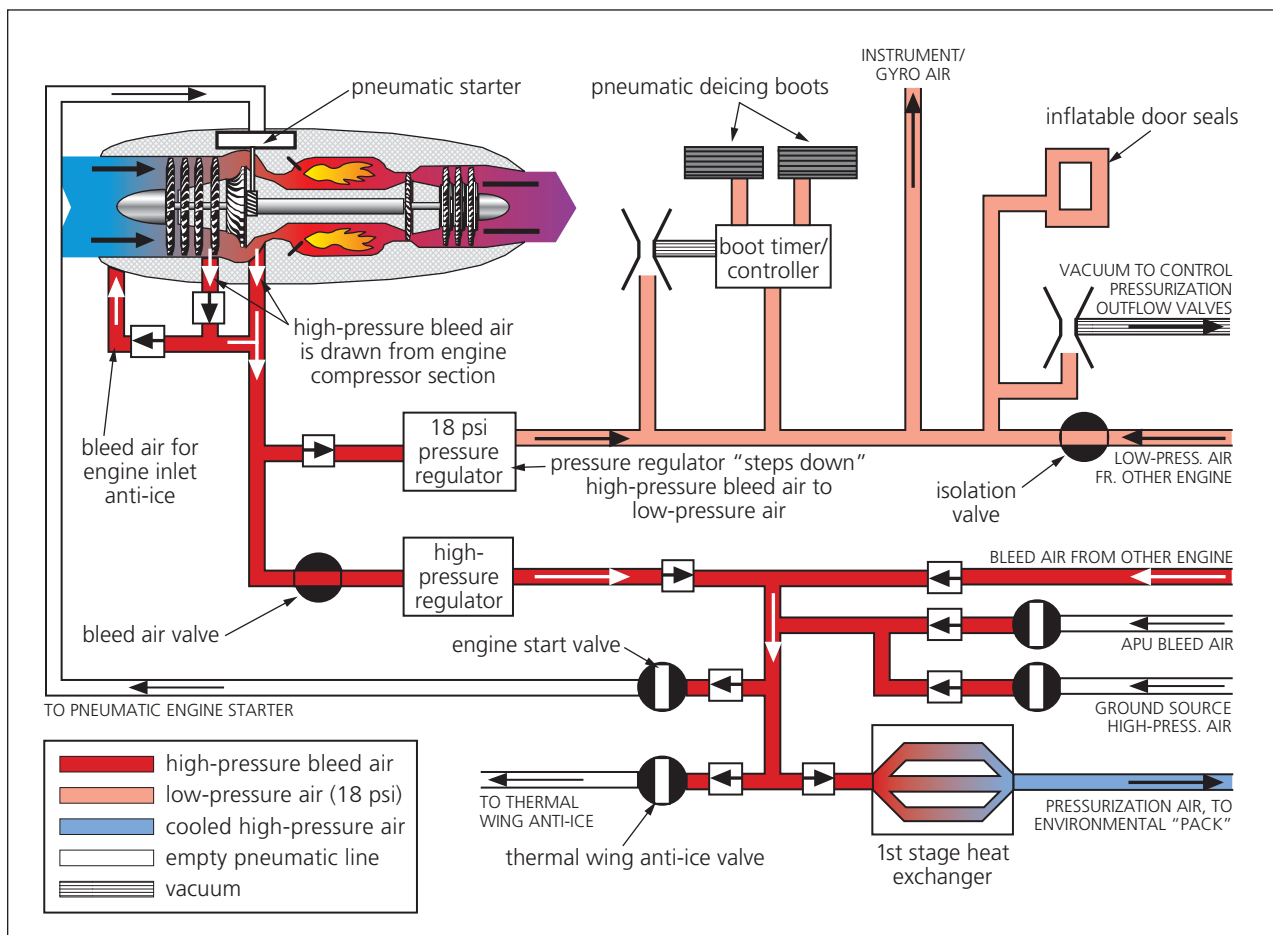 pneumatic starter
pneumatic deicing boots
INSTRUMENT/
GYRO AIR
inflatable door seals
boot timer/
controller
VACUUM TO CONTROL
PRESSURIZATION
OUTFLOW VALVES
high-pressure bleed air
is drawn from engine
compressor section
bleed air for
engine inlet
anti-ice
18 psi
pressure
regulator
pressure regulator “steps down”
high-pressure bleed air to
low-pressure air
LOW-PRESS. AIR
FR. OTHER ENGINE
isolation
valve
high-
pressure
regulator
BLEED AIR FROM OTHER ENGINE
bleed air valve
engine start valve
APU BLEED AIR
TO PNEUMATIC ENGINE STARTER
GROUND SOURCE
HIGH-PRESS. AIR
high-pressure bleed air
low-pressure air (18 psi)
cooled high-pressure air
empty pneumatic line
vacuum
TO THERMAL
WING ANTI-ICE
thermal wing anti-ice valve
1st stage heat
exchanger
PRESSURIZATION AIR, TO
ENVIRONMENTAL “PACK”